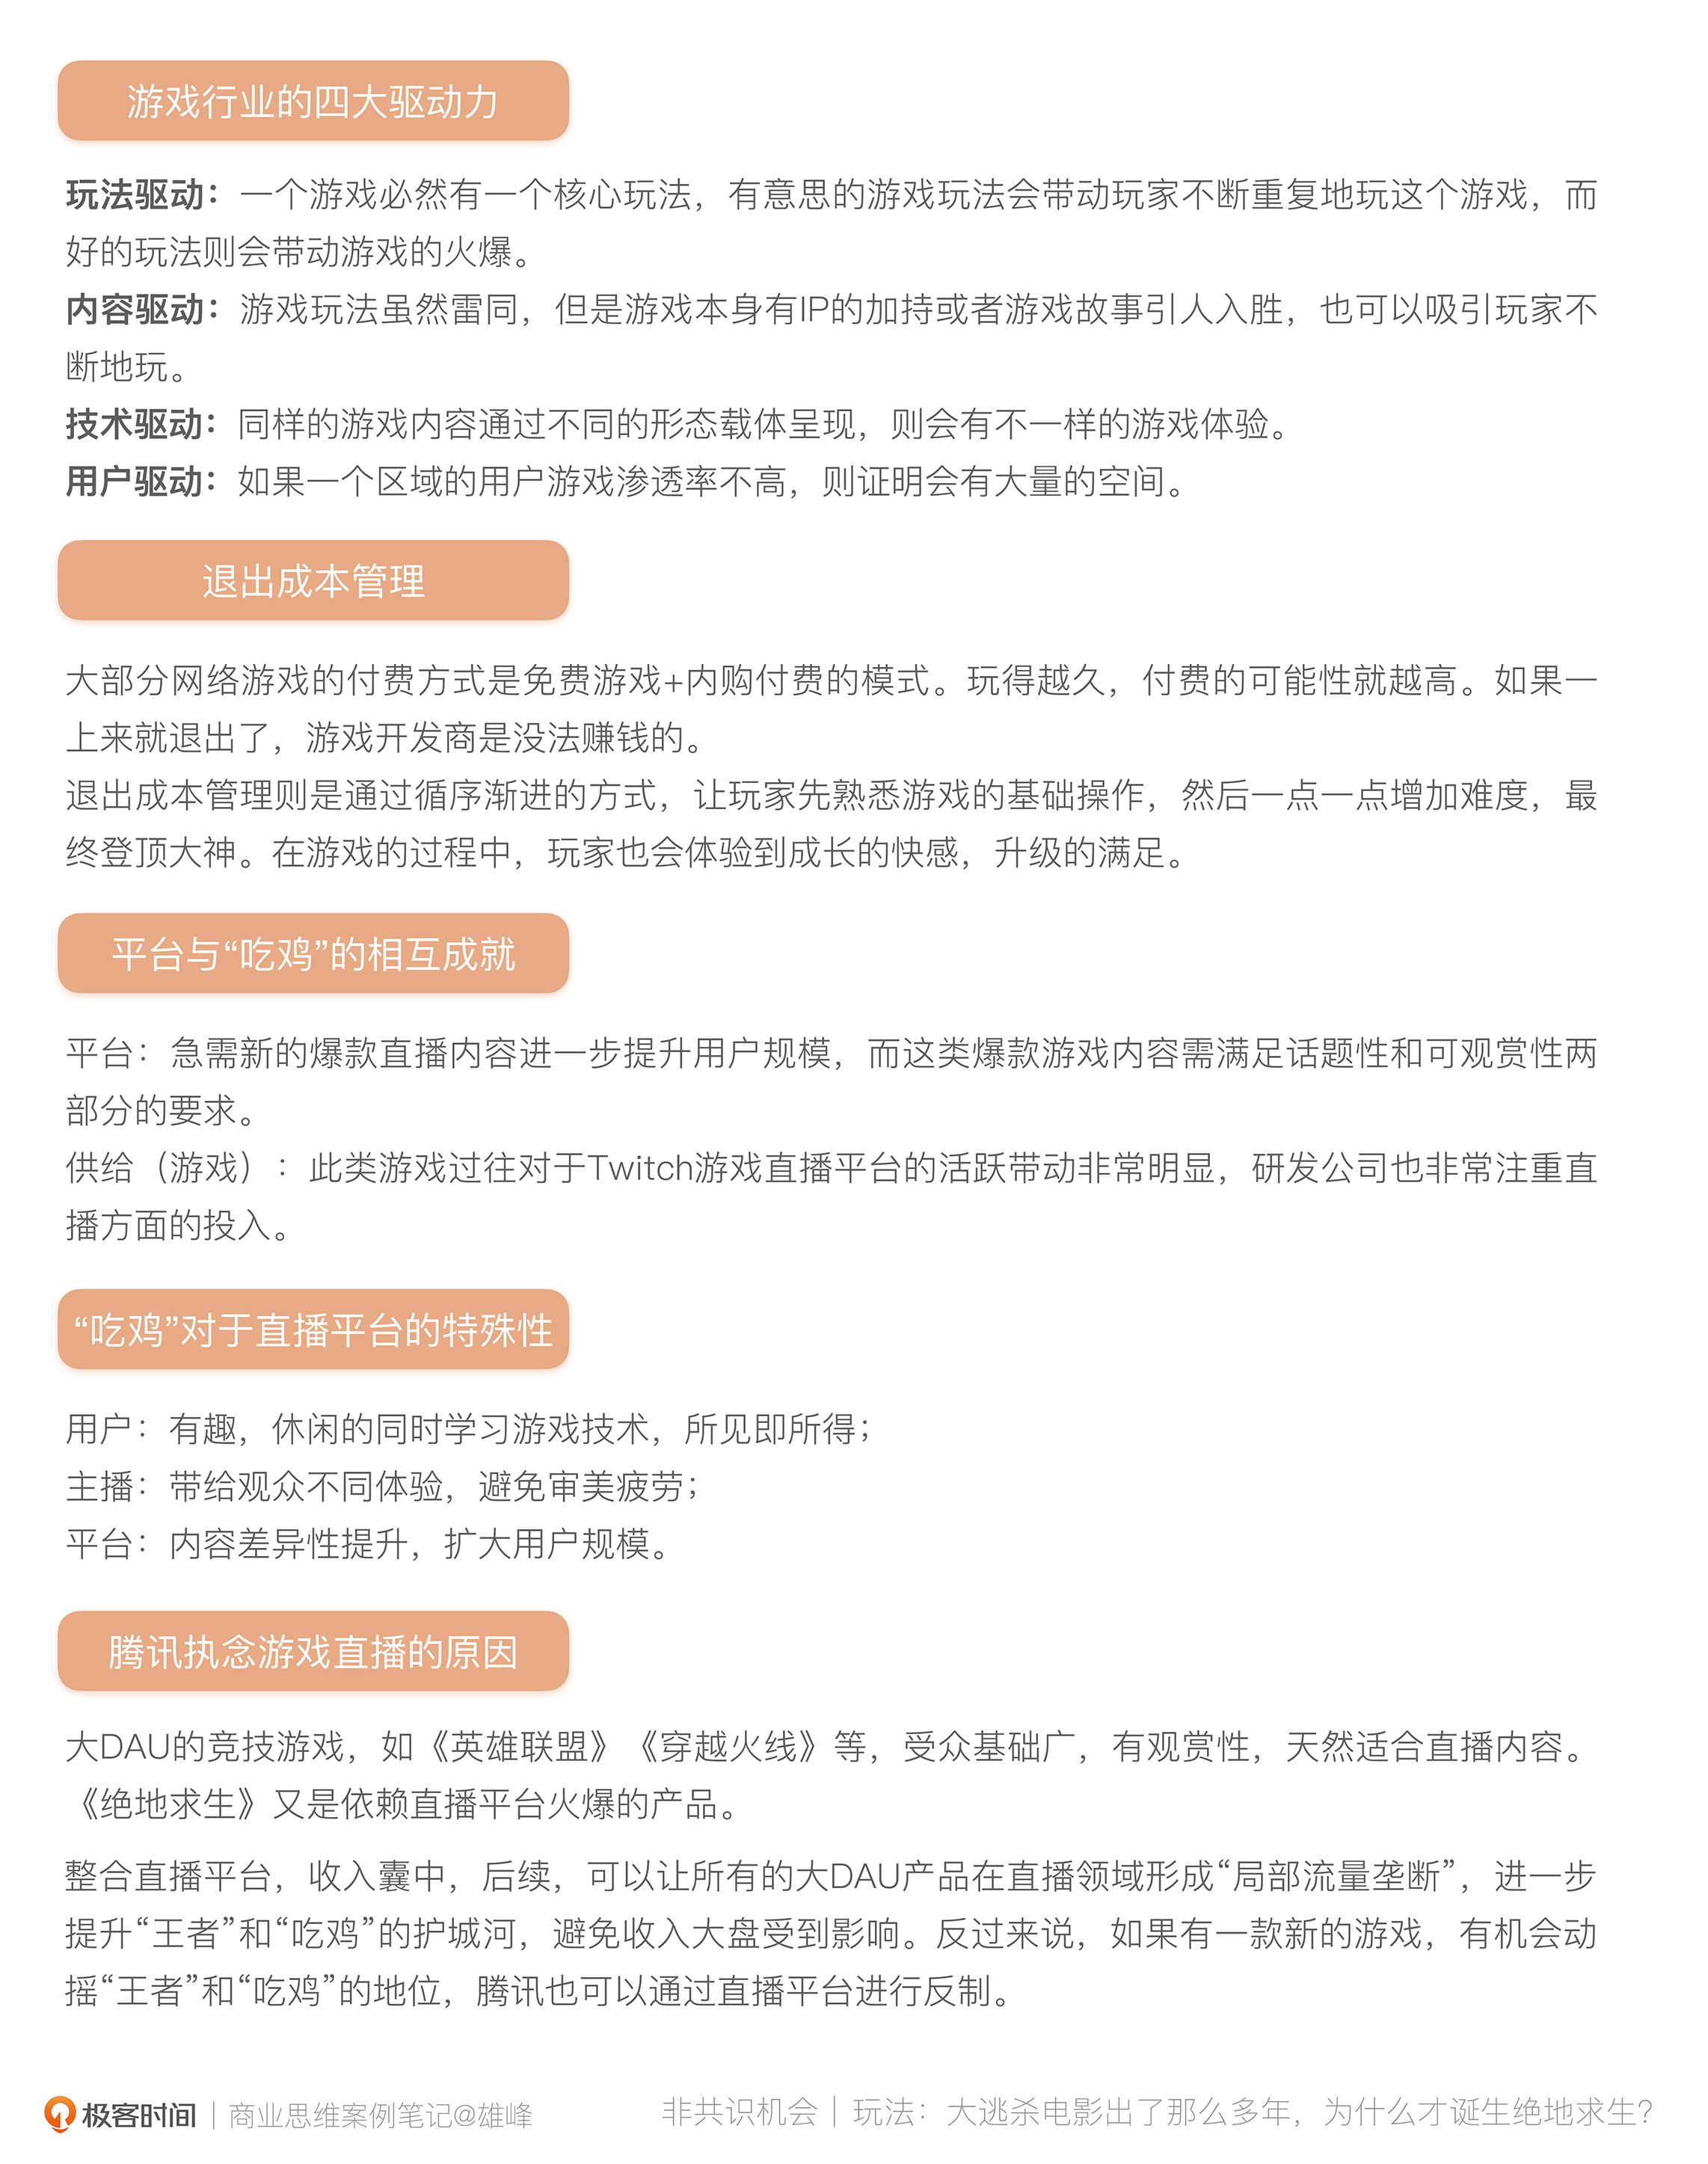 游戏行业的四大驱动力
玩法驱动：一个游戏必然有一个核心玩法，有意思的游戏玩法会带动玩家不断重复地玩这个游戏，而
好的玩法则会带动游戏的火爆。
内容驱动：游戏玩法虽然雷同，但是游戏本身有IP的加持或者游戏故事引人入胜，也可以吸引玩家不
断地玩。
技术驱动：同样的游戏内容通过不同的形态载体呈现，则会有不一样的游戏体验。
用户驱动：如果一个区域的用户游戏渗透率不高，则证明会有大量的空间。
退出成本管理
大部分网络游戏的付费方式是免费游戏+内购付费的模式。玩得越久，付费的可能性就越高。如果一
上来就退出了，游戏开发商是没法赚钱的。
退出成本管理则是通过循序渐进的方式，让玩家先熟悉游戏的基础操作，然后一点一点增加难度，最
终登顶大神。在游戏的过程中，玩家也会体验到成长的快感，升级的满足。
平台与“吃鸡”的相互成就
平台：急需新的爆款直播内容进一步提升用户规模，而这类爆款游戏内容需满足话题性和可观赏性两
部分的要求。
供给（游戏）：此类游戏过往对于Twitch游戏直播平台的活跃带动非常明显，研发公司也非常注重直
播方面的投入。
“吃鸡”对于直播平台的特殊性
用户：有趣，休闲的同时学习游戏技术，所见即所得；
主播：带给观众不同体验，避免审美疲劳；
平台：内容差异性提升，扩大用户规模。
腾讯执念游戏直播的原因
大DAU的竞技游戏，如《英雄联盟》《穿越火线》等，受众基础广，有观赏性，天然适合直播内容。
《绝地求生》又是依赖直播平台火爆的产品。
整合直播平台，收入囊中，后续，可以让所有的大DAU产品在直播领域形成“局部流量垄断”，进一步
提升“王者”和“吃鸡”的护城河，避免收入大盘受到影响。反过来说，如果有一款新的游戏，有机会动
摇“王者”和“吃鸡”的地位，腾讯也可以通过直播平台进行反制。
极客时间｜商业思维案例笔记@雄峰
非共识机会｜玩法：大逃杀电影出了那么多年，为什么才诞生绝地求生？